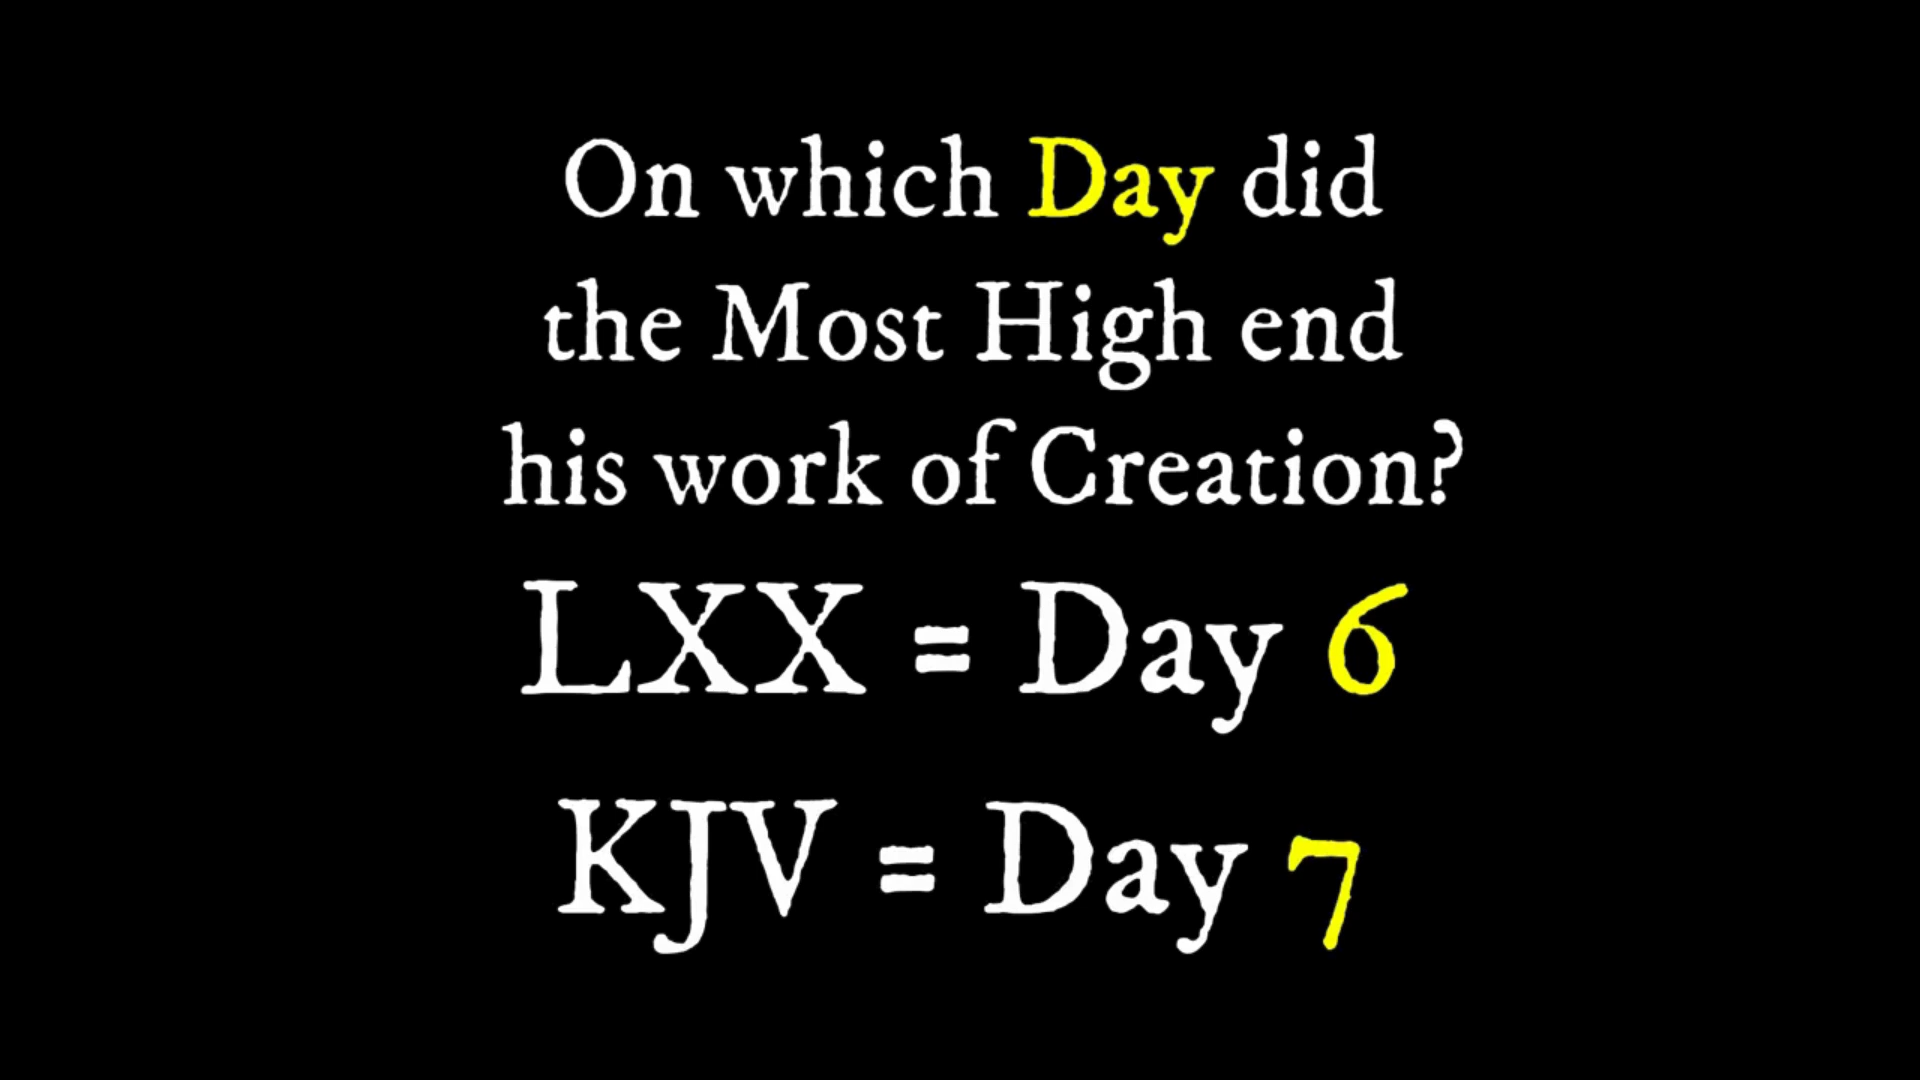 On which Day did
the Most High end
his work of Creation?
LXX = Day 6
KJV = Day 7